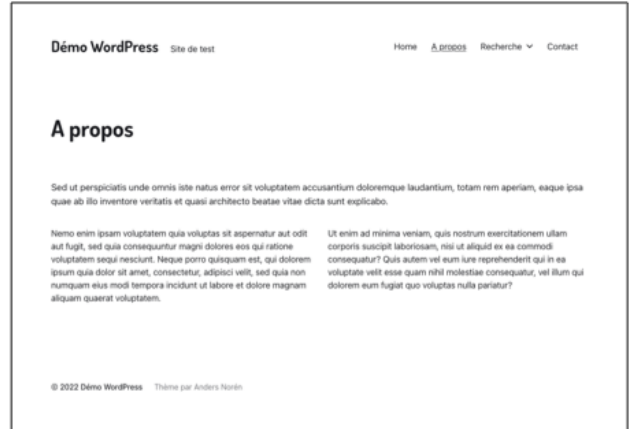 Démo WordPress Site de test
Home A propos Recherche Contact
A propos
Sed ut perspiciatis unde omnis iste natus error sit voluptatem accusantium doloremque laudantium, totam rem aperiam, eaque ipsa
quae ab illo inventore veritatis et quasi architecto beatae vitae dicta sunt explicabo.
Nemo enim ipsam voluptatem quia voluptas sit aspernatur aut odit
aut fugit, sed quia consequuntur magni dolores eos qui ratione
voluptatem sequi nesciunt. Neque porro quisquam est, qui dolorem
ipsum quia dolor sit amet, consectetur, adipisci velit, sed quia non
numquam eius modi tempora incidunt ut labore et dolore magnam
aliquam quaerat voluptatem.
Ut enim ad minima veniam, quis nostrum exercitationem ullam
corporis suscipit laboriosam, nisi ut aliquid ex ea commodi
consequatur? Quis autem vel eum iure reprehenderit qui in ea
voluptate velit esse quam nihil molestiae consequatur, vel illum qui
dolorem eum fugiat quo voluptas nulla pariatur?
© 2022 Démo WordPress Thème par Anders Norén